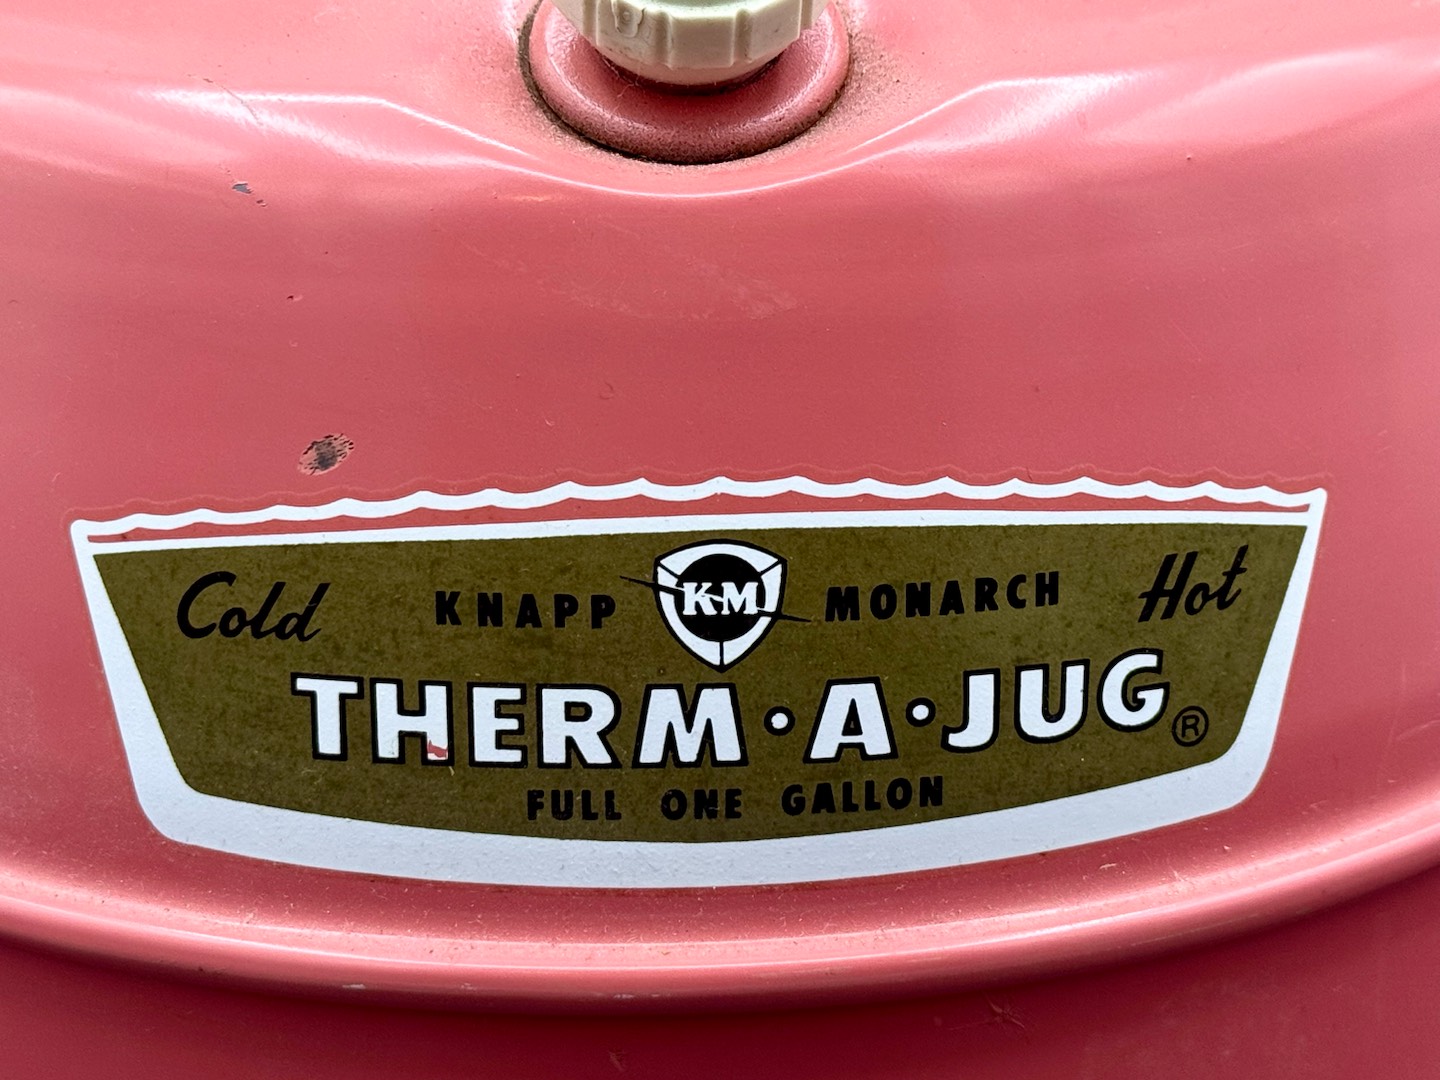 Cold KNAPP KM MONARCH Hot
THERM·A·JUG®
FULL ONE GALLON